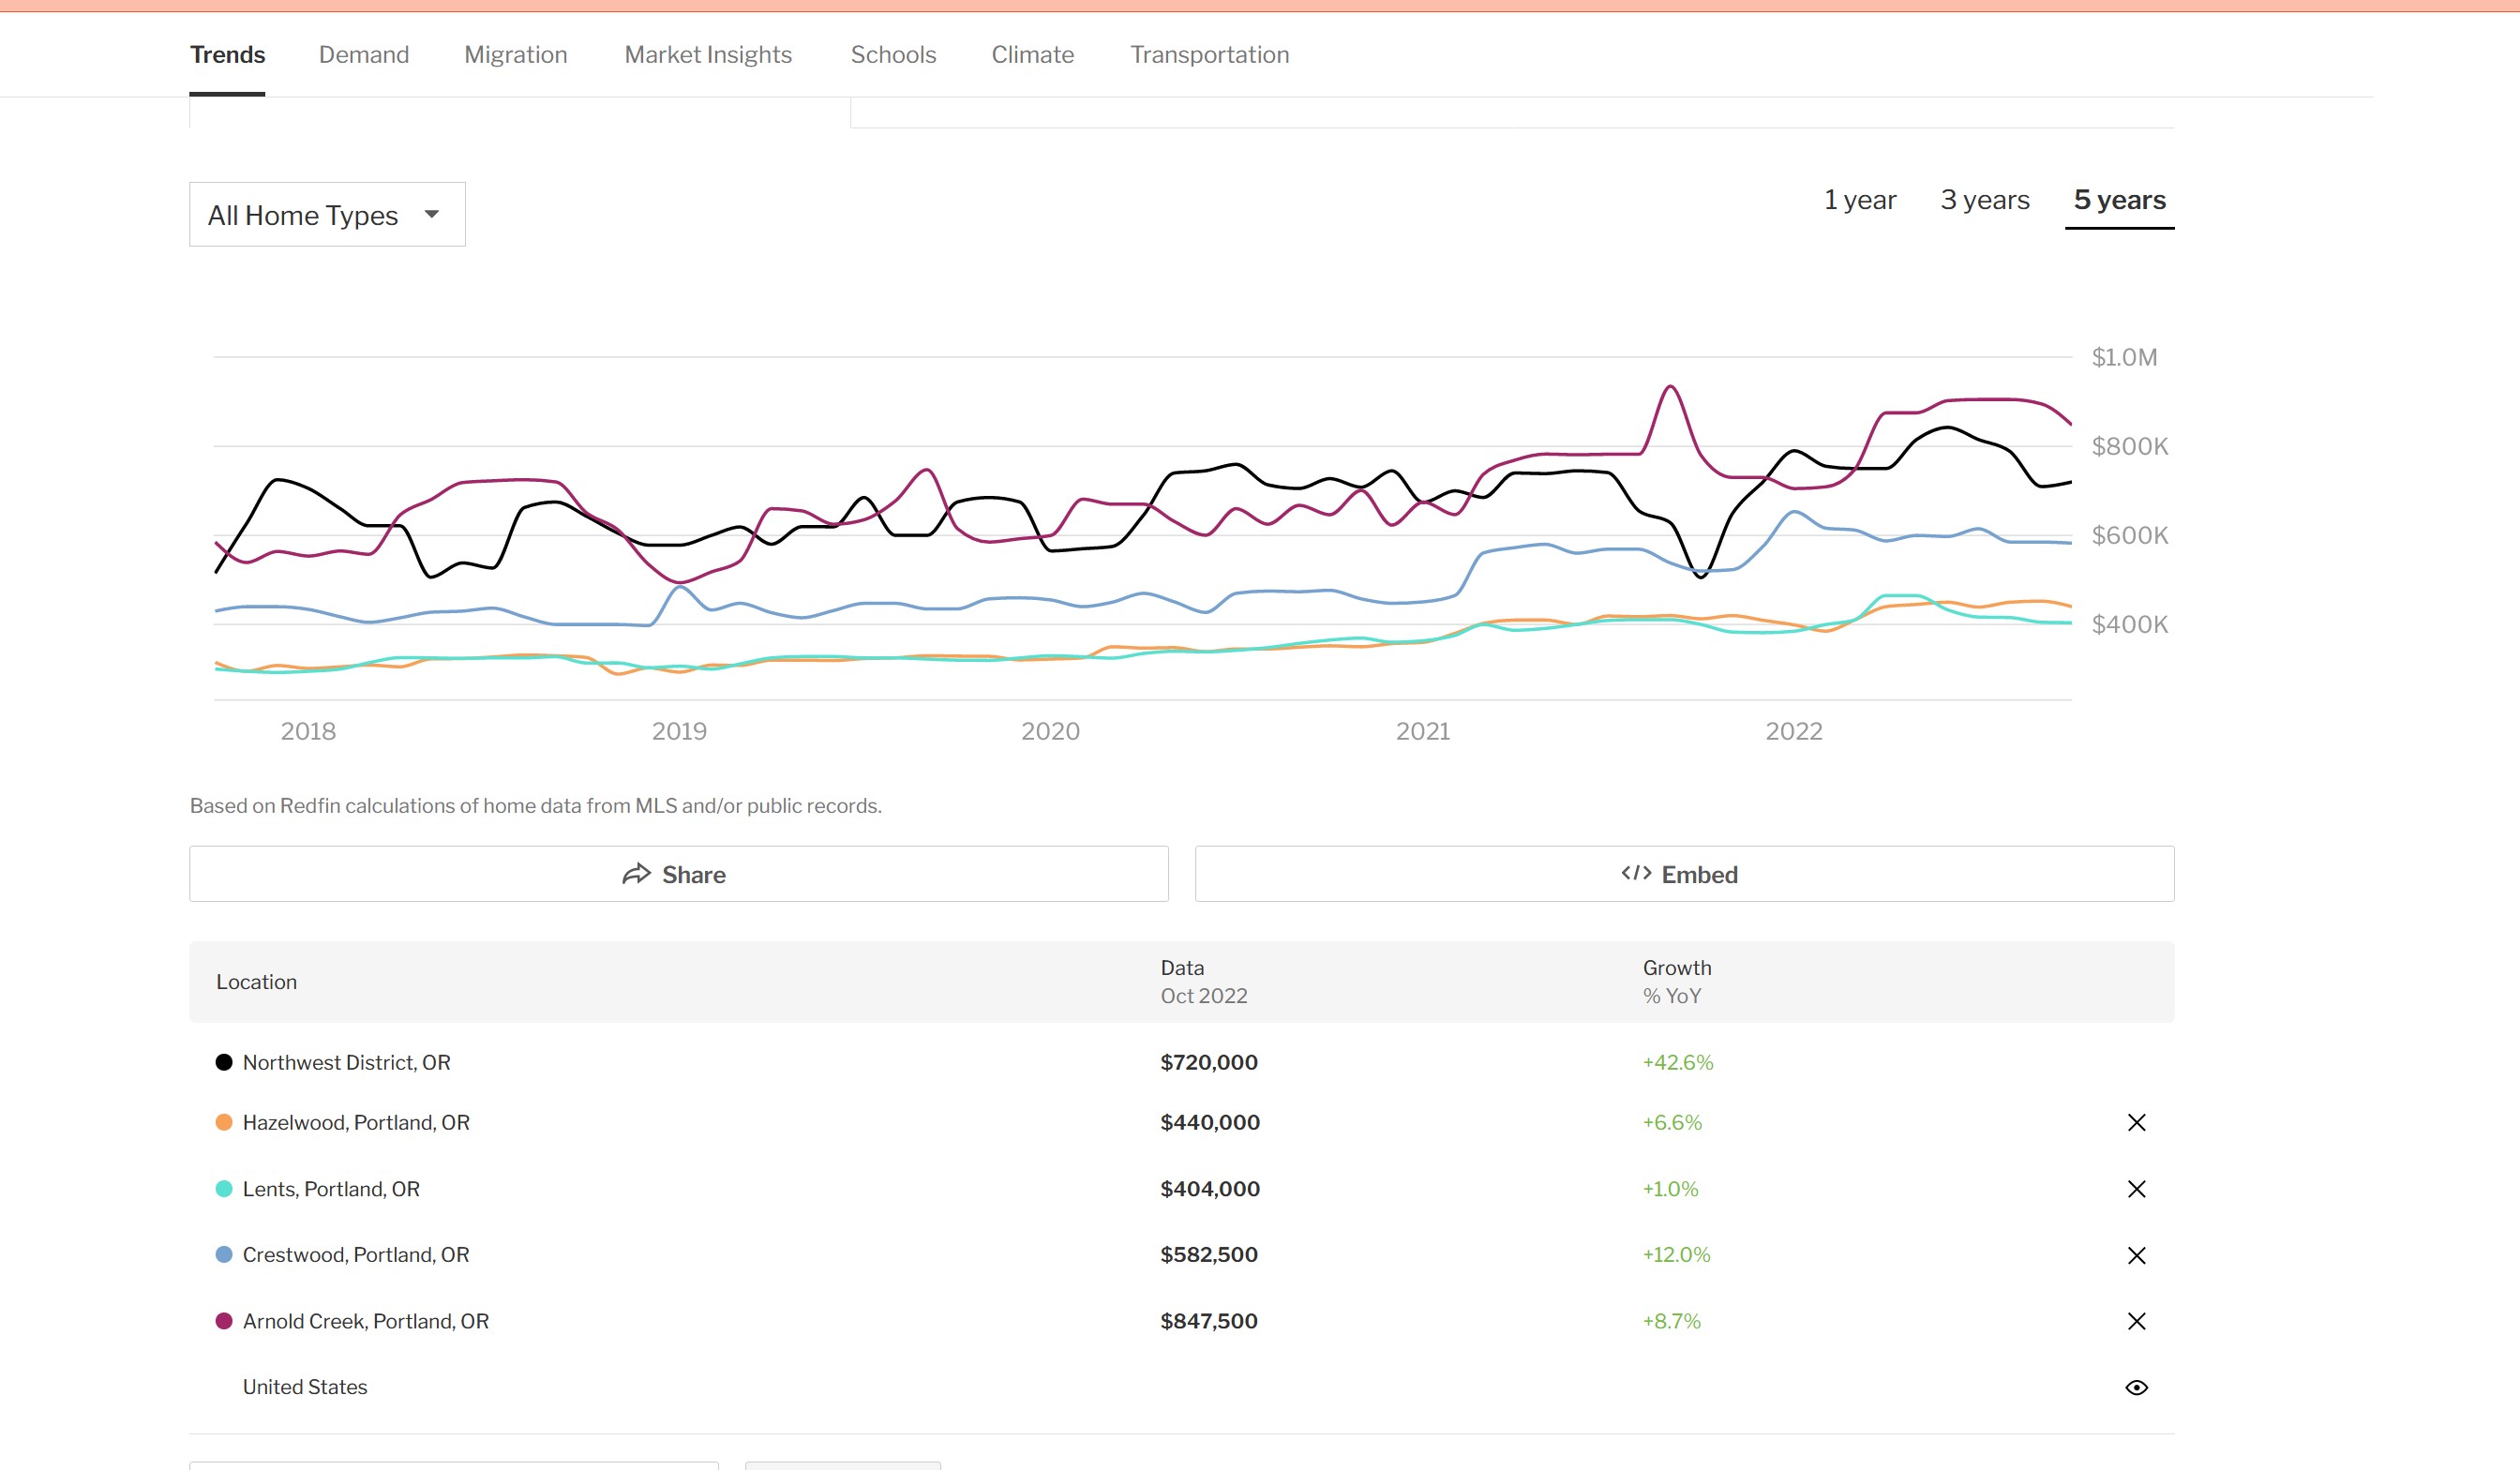 Trends Demand Migration Market Insights Schools Climate Transportation
All Home Types
1 year 3 years 5 years
$1.0M
$800K
$600K
$400K
2018 2019 2020 2021 2022
Based on Redfin calculations of home data from MLS and/or public records.
Share
</> Embed
Location Data Growth
Oct 2022 % YoY
Northwest District, OR $720,000 +42.6%
Hazelwood, Portland, OR $440,000 +6.6%
Lents, Portland, OR $404,000 +1.0%
Crestwood, Portland, OR $582,500 +12.0%
Arnold Creek, Portland, OR $847,500 +8.7%
United States